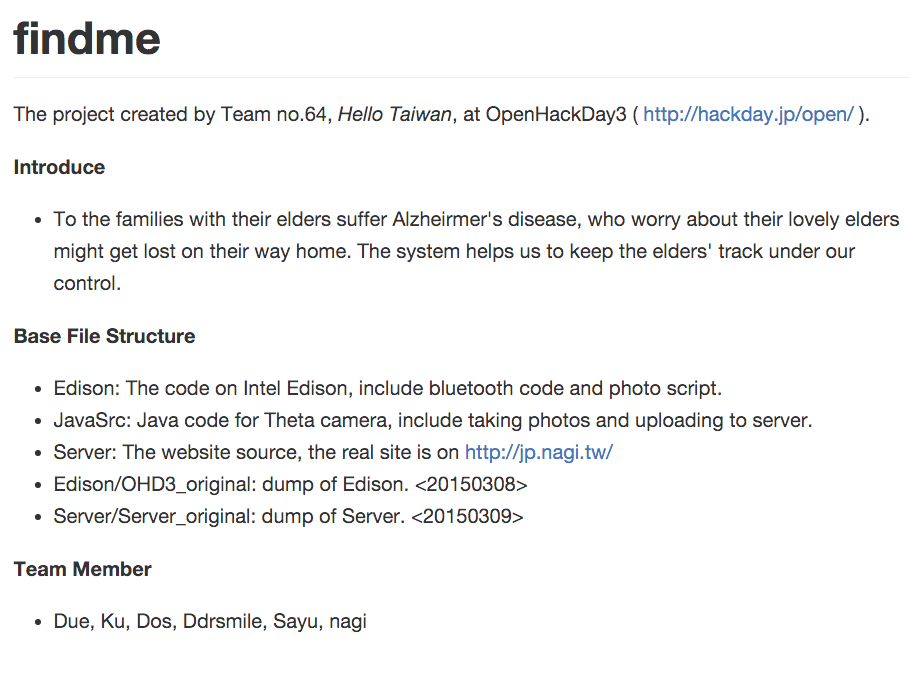 findme
The project created by Team no.64, Hello Taiwan, at OpenHackDay3 ( http://hackday.jp/open/ ).
Introduce
• To the families with their elders suffer Alzheirmer's disease, who worry about their lovely elders
might get lost on their way home. The system helps us to keep the elders' track under our
control.
Base File Structure
• Edison: The code on Intel Edison, include bluetooth code and photo script.
• JavaSrc: Java code for Theta camera, include taking photos and uploading to server.
• Server: The website source, the real site is on http://jp.nagi.tw/
• Edison/OHD3_original: dump of Edison. <20150308>
• Server/Server_original: dump of Server. <20150309>
Team Member
• Due, Ku, Dos, Ddrsmile, Sayu, nagi